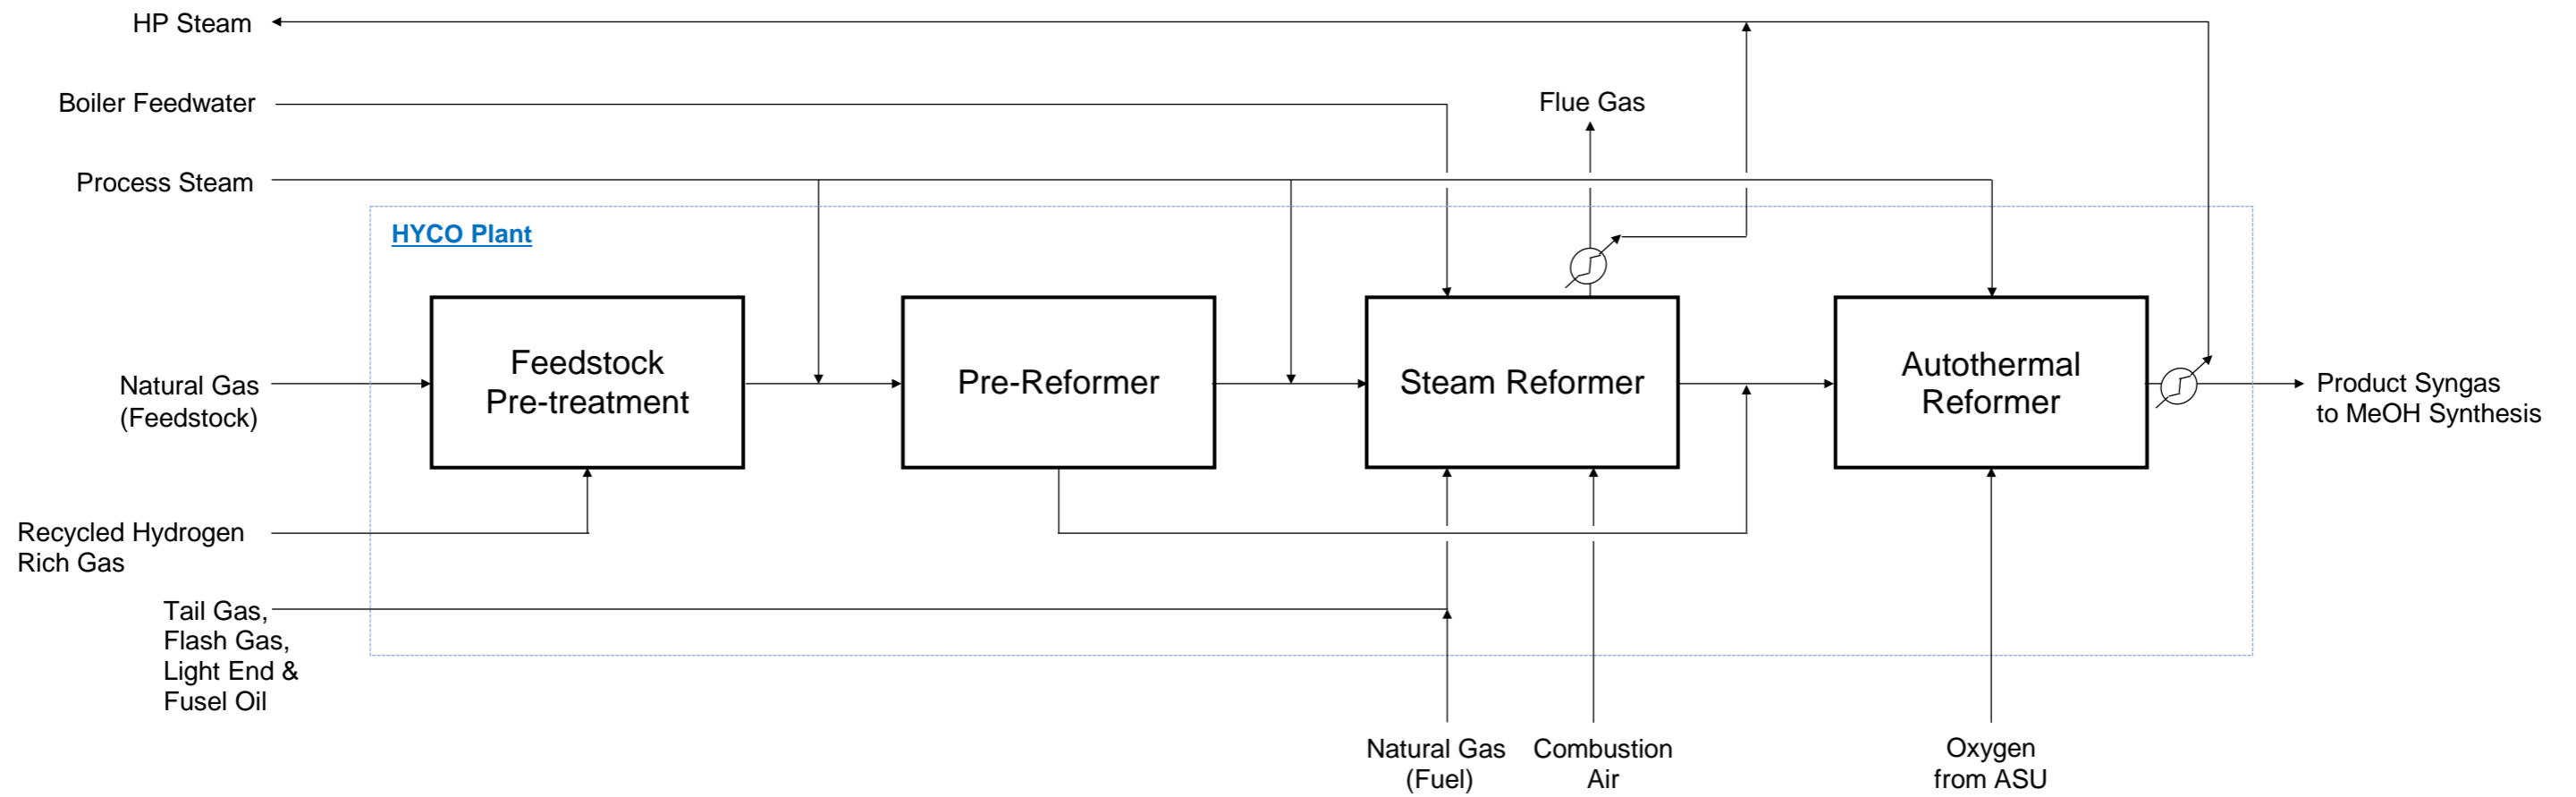 HP Steam
Boiler Feedwater
Flue Gas
Process Steam
HYCO Plant
Feedstock
Pre-treatment
Pre-Reformer
Steam Reformer
Autothermal
Reformer
Natural Gas
(Feedstock)
Product Syngas
to MeOH Synthesis
Recycled Hydrogen
Rich Gas
Tail Gas,
Flash Gas,
Light End &
Fusel Oil
Natural Gas
(Fuel)
Combustion
Air
Oxygen
from ASU